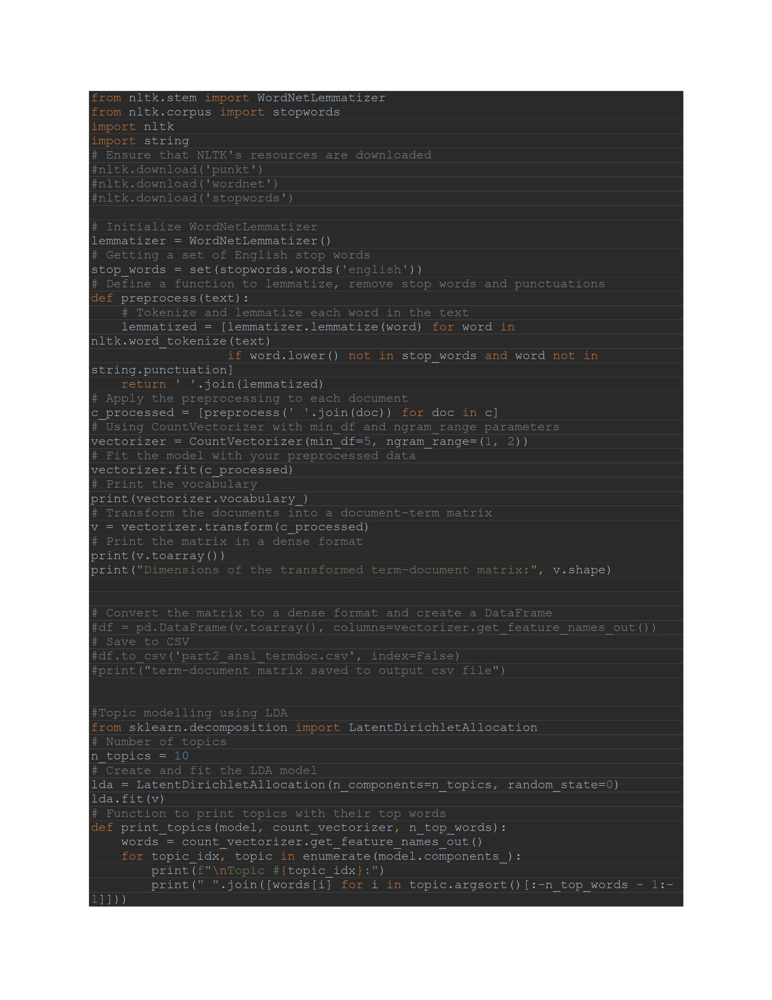 from nltk.stem import WordNetLemmatizer
from nltk.corpus import stopwords
import nltk
import string
# Ensure that NLTK's resources are downloaded
#nltk.download('punkt')
#nltk.download('wordnet')
#nltk.download('stopwords')

# Initialize WordNetLemmatizer
lemmatizer = WordNetLemmatizer()
# Getting a set of English stop words
stop_words = set(stopwords.words('english'))
# Define a function to lemmatize, remove stop words and punctuations
def preprocess(text):
    # Tokenize and lemmatize each word in the text
    lemmatized = [lemmatizer.lemmatize(word) for word in
nltk.word_tokenize(text)
                  if word.lower() not in stop_words and word not in
string.punctuation]
    return ' '.join(lemmatized)
# Apply the preprocessing to each document
c_processed = [preprocess(' '.join(doc)) for doc in c]
# Using CountVectorizer with min_df and ngram_range parameters
vectorizer = CountVectorizer(min_df=5, ngram_range=(1, 2))
# Fit the model with your preprocessed data
vectorizer.fit(c_processed)
# Print the vocabulary
print(vectorizer.vocabulary_)
# Transform the documents into a document-term matrix
v = vectorizer.transform(c_processed)
# Print the matrix in a dense format
print(v.toarray())
print("Dimensions of the transformed term-document matrix:", v.shape)

# Convert the matrix to a dense format and create a DataFrame
#df = pd.DataFrame(v.toarray(), columns=vectorizer.get_feature_names_out())
# Save to CSV
#df.to_csv('part2_ans1_termdoc.csv', index=False)
#print("term-document matrix saved to output csv file")

#Topic modelling using LDA
from sklearn.decomposition import LatentDirichletAllocation
# Number of topics
n_topics = 10
# Create and fit the LDA model
lda = LatentDirichletAllocation(n_components=n_topics, random_state=0)
lda.fit(v)
# Function to print topics with their top words
def print_topics(model, count_vectorizer, n_top_words):
    words = count_vectorizer.get_feature_names_out()
    for topic_idx, topic in enumerate(model.components_):
        print(f"\nTopic #{topic_idx}:")
        print(" ".join([words[i] for i in topic.argsort()[:-n_top_words - 1:-
1]]))